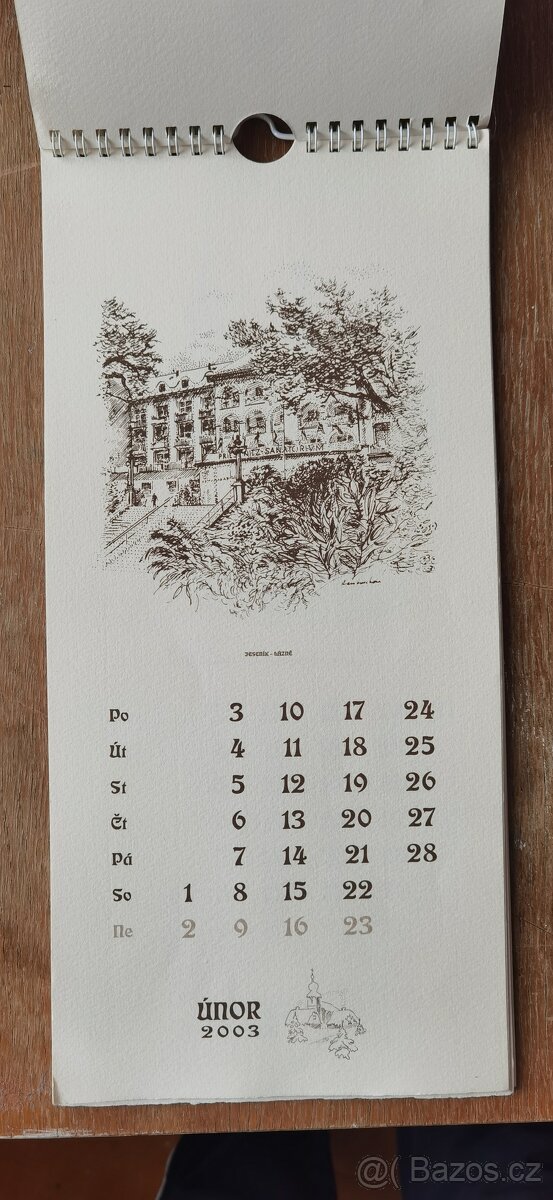 SANATORIUM
JESENÍK - LÁZNĚ
Po 3 10 17 24
Út 4 11 18 25
St 5 12 19 26
Čt 6 13 20 27
Pá 7 14 21 28
So 1 8 15 22
Ne 2 9 16 23
ÚNOR
2003
@( Bazos.cz